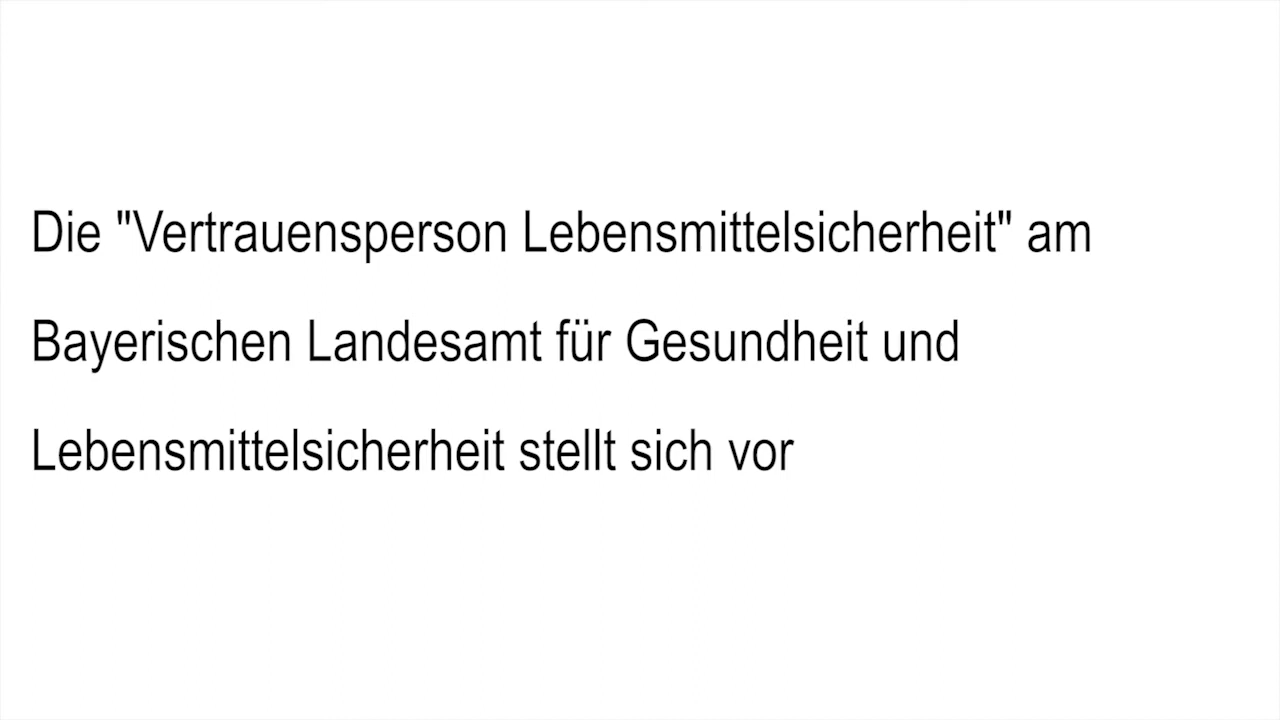 Die "Vertrauensperson Lebensmittelsicherheit" am
Bayerischen Landesamt für Gesundheit und
Lebensmittelsicherheit stellt sich vor